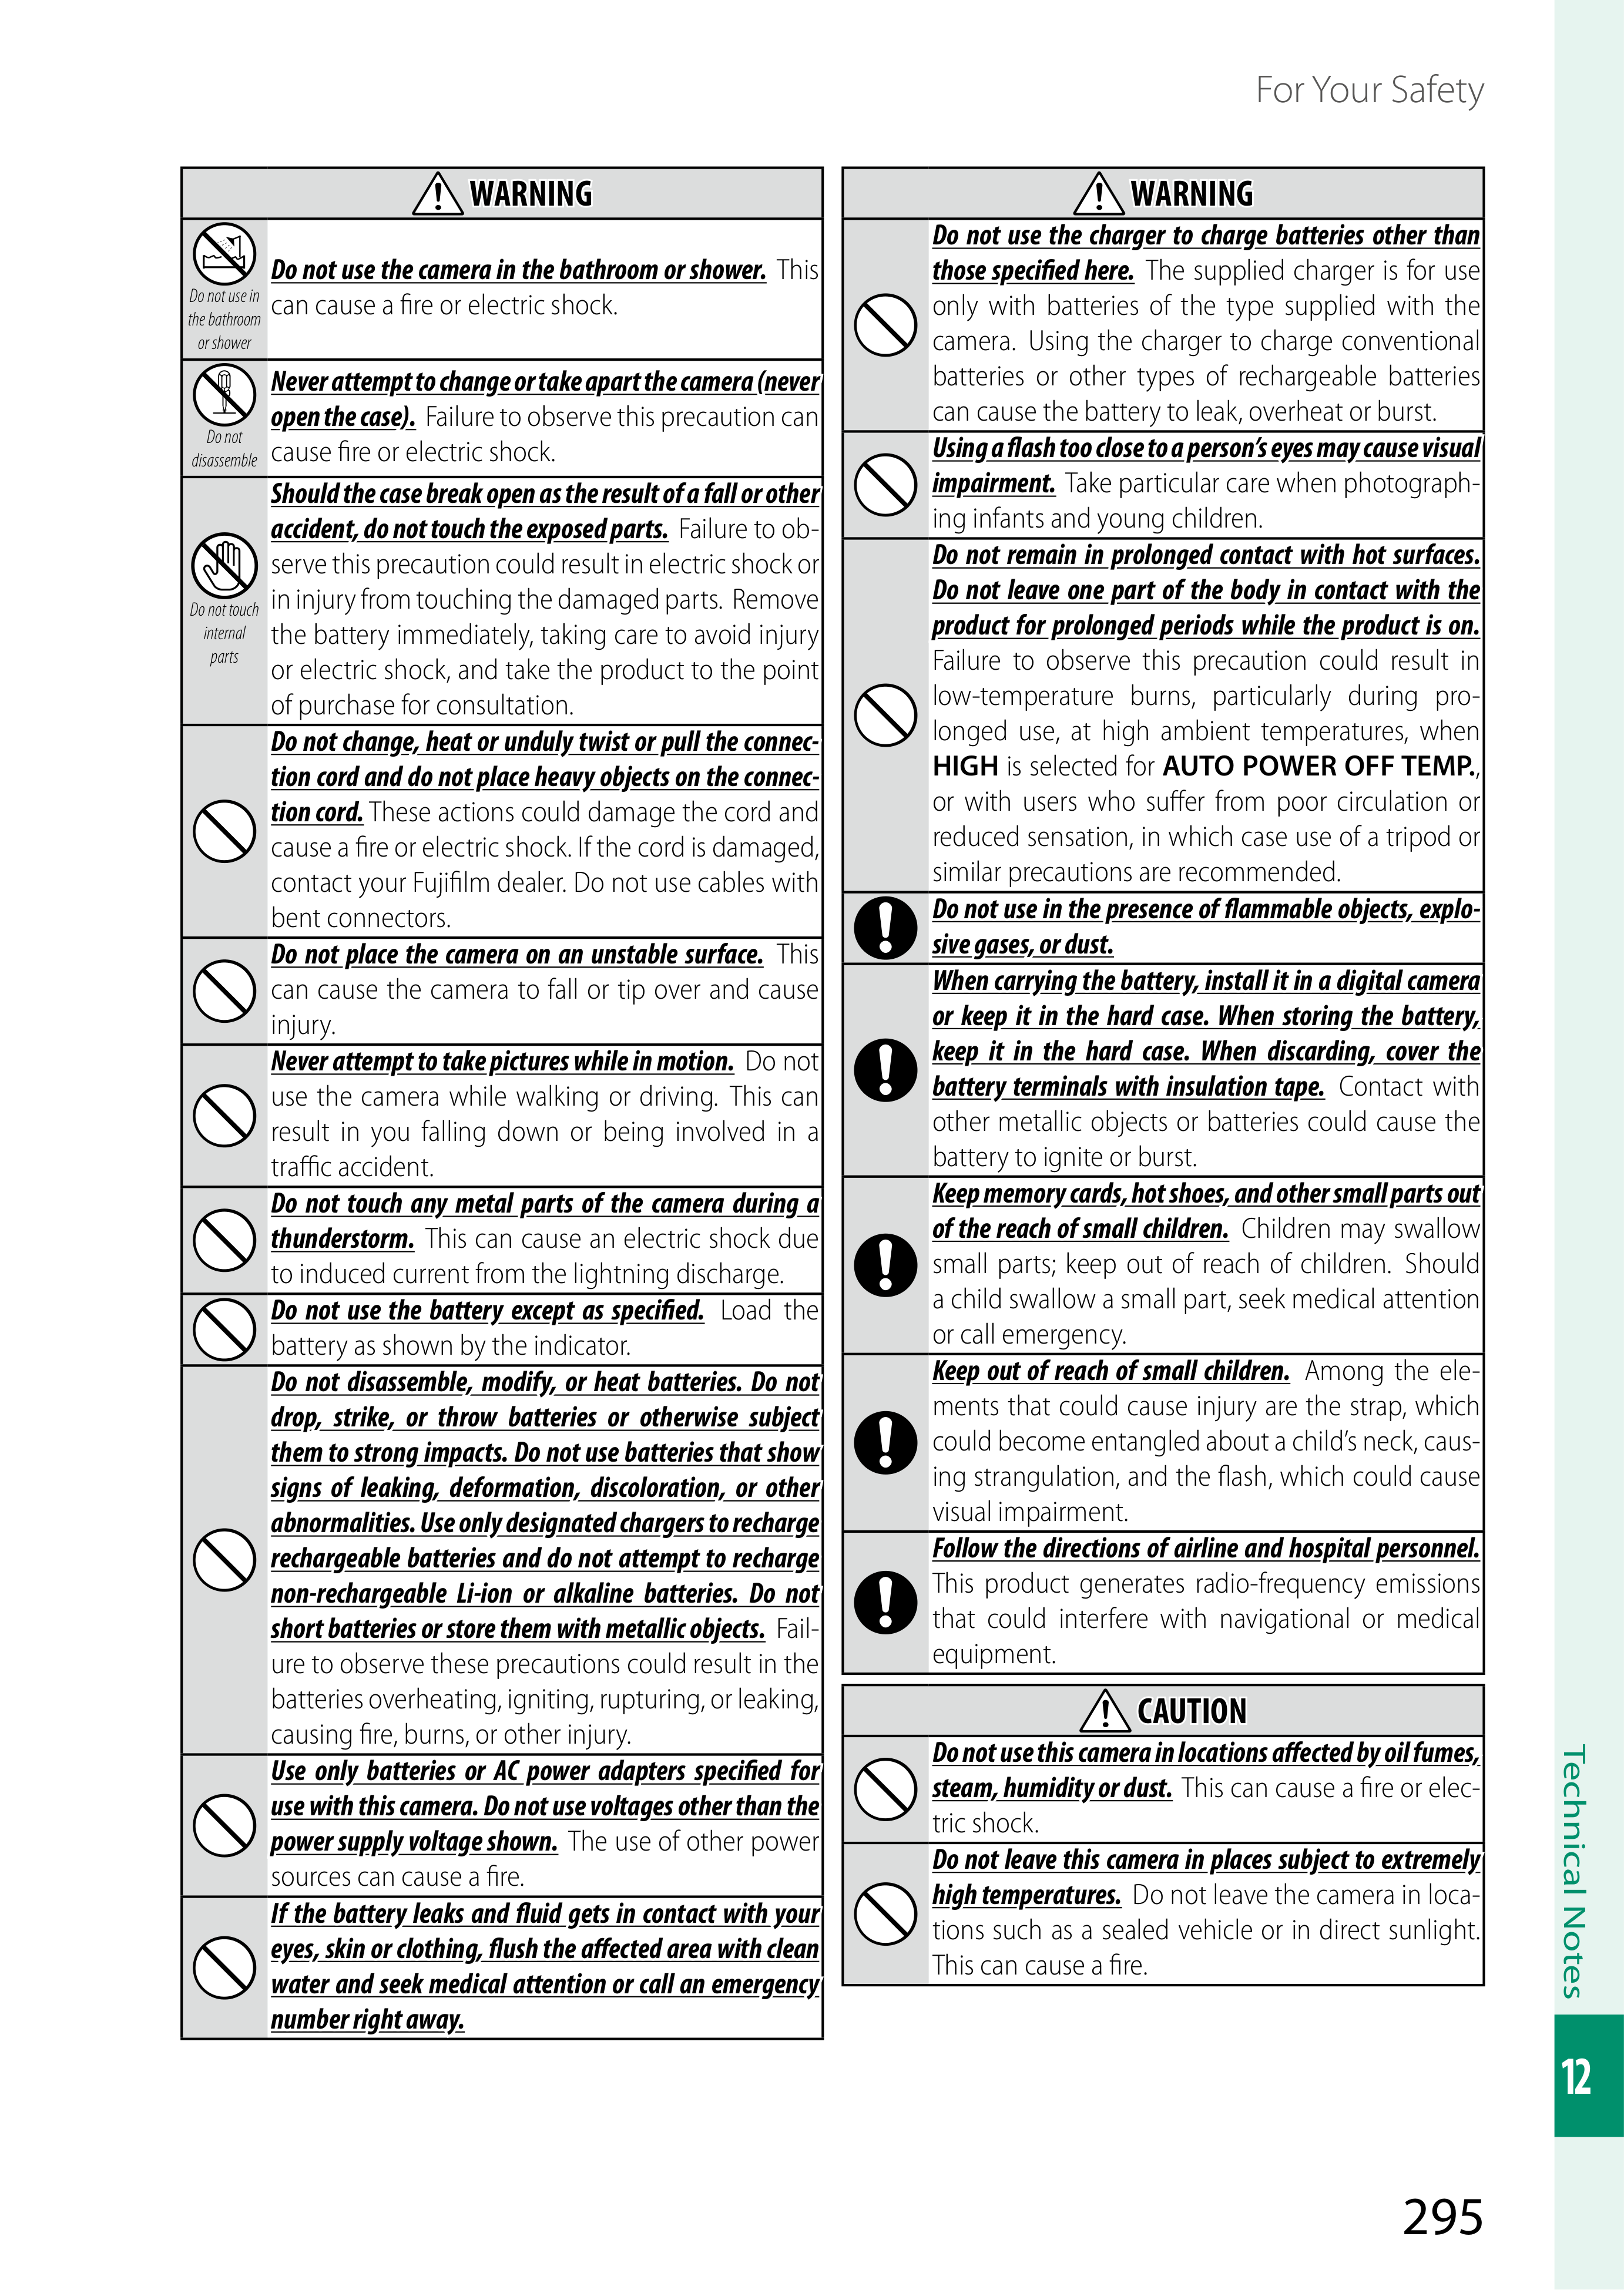 For Your Safety
WARNING
Do not use in
the bathroom
or shower
Do not use the camera in the bathroom or shower. This
can cause a fire or electric shock.
Do not
disassemble
Never attempt to change or take apart the camera (never
open the case). Failure to observe this precaution can
cause fire or electric shock.
Do not touch
internal
parts
Should the case break open as the result of a fall or other
accident, do not touch the exposed parts. Failure to ob-
serve this precaution could result in electric shock or
in injury from touching the damaged parts. Remove
the battery immediately, taking care to avoid injury
or electric shock, and take the product to the point
of purchase for consultation.
Do not change, heat or unduly twist or pull the connec-
tion cord and do not place heavy objects on the connec-
tion cord. These actions could damage the cord and
cause a fire or electric shock. If the cord is damaged,
contact your Fujifilm dealer. Do not use cables with
bent connectors.
Do not place the camera on an unstable surface. This
can cause the camera to fall or tip over and cause
injury.
Never attempt to take pictures while in motion. Do not
use the camera while walking or driving. This can
result in you falling down or being involved in a
traffic accident.
Do not touch any metal parts of the camera during a
thunderstorm. This can cause an electric shock due
to induced current from the lightning discharge.
Do not use the battery except as specified. Load the
battery as shown by the indicator.
Do not disassemble, modify, or heat batteries. Do not
drop, strike, or throw batteries or otherwise subject
them to strong impacts. Do not use batteries that show
signs of leaking, deformation, discoloration, or other
abnormalities. Use only designated chargers to recharge
rechargeable batteries and do not attempt to recharge
non-rechargeable Li-ion or alkaline batteries. Do not
short batteries or store them with metallic objects. Fail-
ure to observe these precautions could result in the
batteries overheating, igniting, rupturing, or leaking,
causing fire, burns, or other injury.
Use only batteries or AC power adapters specified for
use with this camera. Do not use voltages other than the
power supply voltage shown. The use of other power
sources can cause a fire.
If the battery leaks and fluid gets in contact with your
eyes, skin or clothing, flush the affected area with clean
water and seek medical attention or call an emergency
number right away.
WARNING
Do not use the charger to charge batteries other than
those specified here. The supplied charger is for use
only with batteries of the type supplied with the
camera. Using the charger to charge conventional
batteries or other types of rechargeable batteries
can cause the battery to leak, overheat or burst.
Using a flash too close to a person's eyes may cause visual
impairment. Take particular care when photograph-
ing infants and young children.
Do not remain in prolonged contact with hot surfaces.
Do not leave one part of the body in contact with the
product for prolonged periods while the product is on.
Failure to observe this precaution could result in
low-temperature burns, particularly during pro-
longed use, at high ambient temperatures, when
HIGH is selected for AUTO POWER OFF TEMP.,
or with users who suffer from poor circulation or
reduced sensation, in which case use of a tripod or
similar precautions are recommended.
Do not use in the presence of flammable objects, explo-
sive gases, or dust.
When carrying the battery, install it in a digital camera
or keep it in the hard case. When storing the battery,
keep it in the hard case. When discarding, cover the
battery terminals with insulation tape. Contact with
other metallic objects or batteries could cause the
battery to ignite or burst.
Keep memory cards, hot shoes, and other small parts out
of the reach of small children. Children may swallow
small parts; keep out of reach of children. Should
a child swallow a small part, seek medical attention
or call emergency.
Keep out of reach of small children. Among the ele-
ments that could cause injury are the strap, which
could become entangled about a child's neck, caus-
ing strangulation, and the flash, which could cause
visual impairment.
Follow the directions of airline and hospital personnel.
This product generates radio-frequency emissions
that could interfere with navigational or medical
equipment.
CAUTION
Do not use this camera in locations affected by oil fumes,
steam, humidity or dust. This can cause a fire or elec-
tric shock.
Do not leave this camera in places subject to extremely
high temperatures. Do not leave the camera in loca-
tions such as a sealed vehicle or in direct sunlight.
This can cause a fire.
Technical Notes
12
295